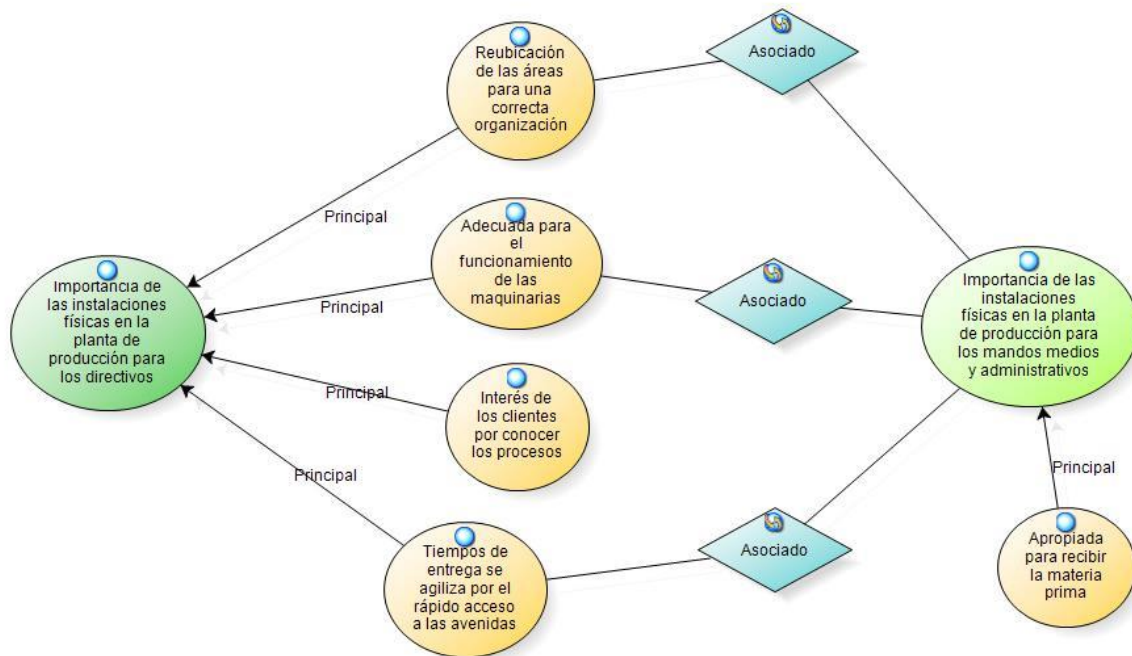 Reubicación
de las áreas
para una
correcta
organización
Asociado
Principal
Adecuada para
el
funcionamiento
de las
maquinarias
Asociado
Principal
Importancia de
las instalaciones
físicas en la
planta de
producción para
los directivos
Importancia de las
instalaciones
físicas en la planta
de producción para
los mandos medios
y administrativos
Interés de
los clientes
por conocer
los procesos
Principal
Principal
Tiempos de
entrega se
agiliza por el
rápido acceso
a las avenidas
Asociado
Principal
Apropiada
para recibir
la materia
prima